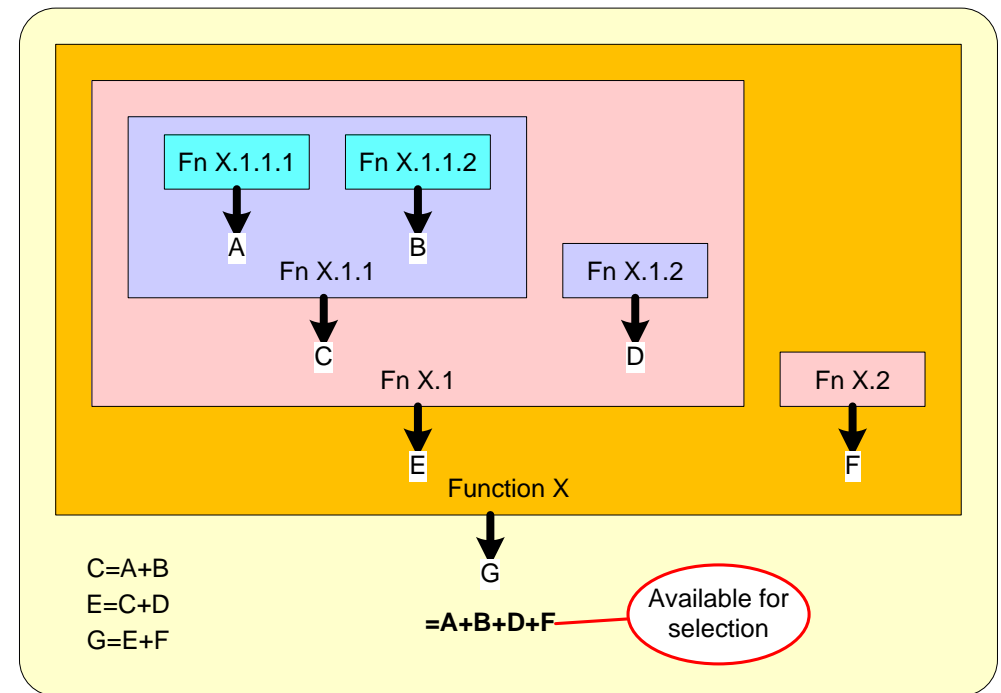 Fn X.1.1.1
Fn X.1.1.2
A
B
Fn X.1.1
Fn X.1.2
C
D
Fn X.1
Fn X.2
E
F
Function X
G
C=A+B
E=C+D
G=E+F
=A+B+D+F
Available for
selection